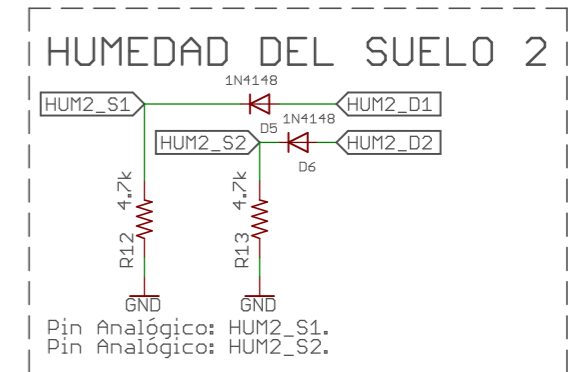 HUMEDAD DEL SUELO 2
1N4148
HUM2_S1
HUM2_D1
D5
1N4148
HUM2_S2
HUM2_D2
D6
4.7k
R12
4.7k
R13
GND
GND
Pin Analógico: HUM2_S1.
Pin Analógico: HUM2_S2.